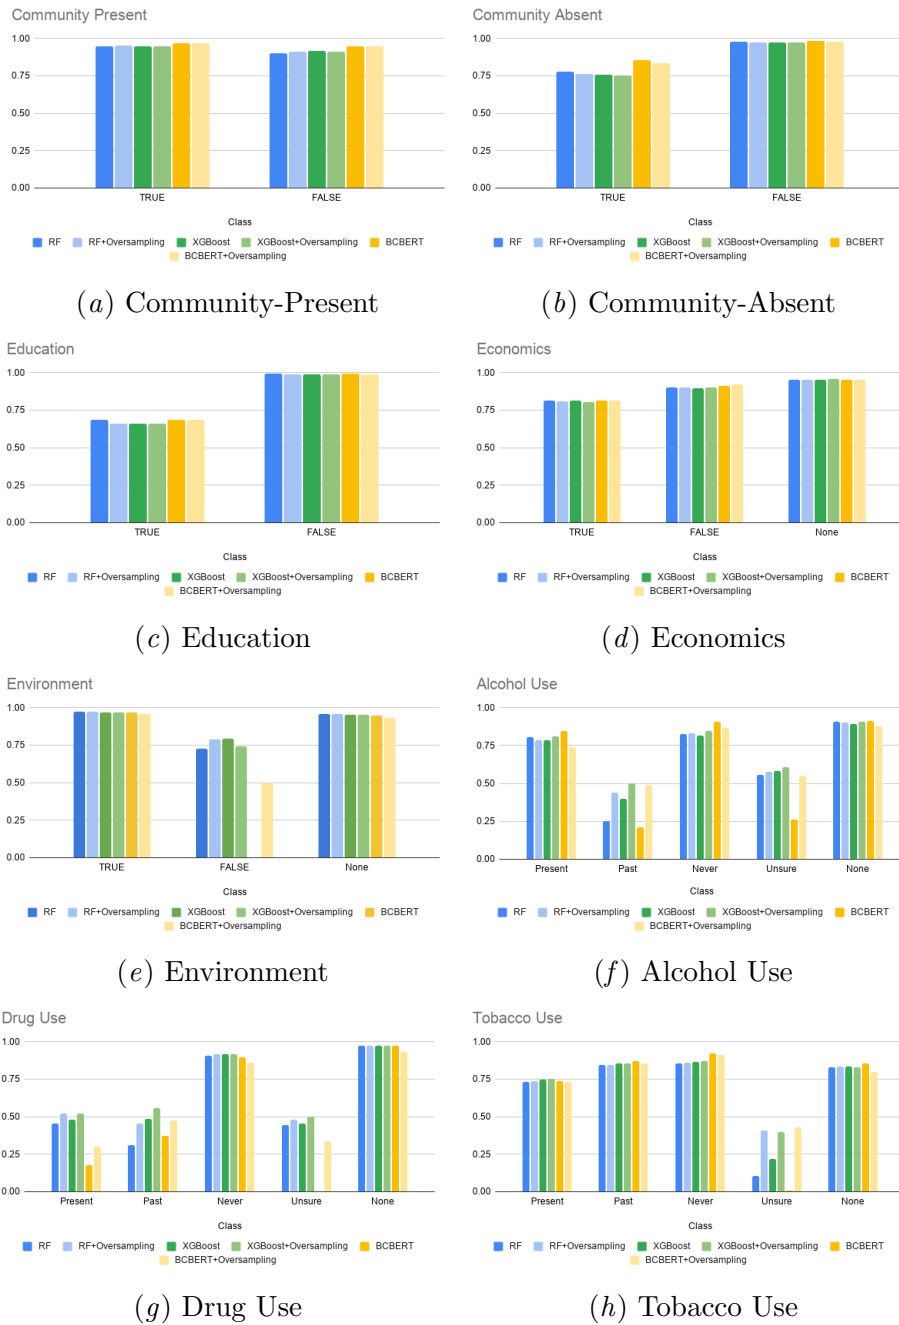 Community Present
1.00
0.75
0.50
0.25
0.00
TRUE FALSE
Class
RF RF+Oversampling XGBoost XGBoost+Oversampling BCBERT
BCBERT+Oversampling
(a) Community-Present
Community Absent
1.00
0.75
0.50
0.25
0.00
TRUE FALSE
Class
RF RF+Oversampling XGBoost XGBoost+Oversampling BCBERT
BCBERT+Oversampling
(b) Community-Absent
Education
1.00
0.75
0.50
0.25
0.00
TRUE FALSE
Class
RF RF+Oversampling XGBoost XGBoost+Oversampling BCBERT
BCBERT+Oversampling
(c) Education
Economics
1.00
0.75
0.50
0.25
0.00
TRUE FALSE None
Class
RF RF+Oversampling XGBoost XGBoost+Oversampling BCBERT
BCBERT+Oversampling
(d) Economics
Environment
1.00
0.75
0.50
0.25
0.00
TRUE FALSE None
Class
RF RF+Oversampling XGBoost XGBoost+Oversampling BCBERT
BCBERT+Oversampling
(e) Environment
Alcohol Use
1.00
0.75
0.50
0.25
0.00
Present Past Never Unsure None
Class
RF RF+Oversampling XGBoost XGBoost+Oversampling BCBERT
BCBERT+Oversampling
(f) Alcohol Use
Drug Use
1.00
0.75
0.50
0.25
0.00
Present Past Never Unsure None
Class
RF RF+Oversampling XGBoost XGBoost+Oversampling BCBERT
BCBERT+Oversampling
(g) Drug Use
Tobacco Use
1.00
0.75
0.50
0.25
0.00
Present Past Never Unsure None
Class
RF RF+Oversampling XGBoost XGBoost+Oversampling BCBERT
BCBERT+Oversampling
(h) Tobacco Use